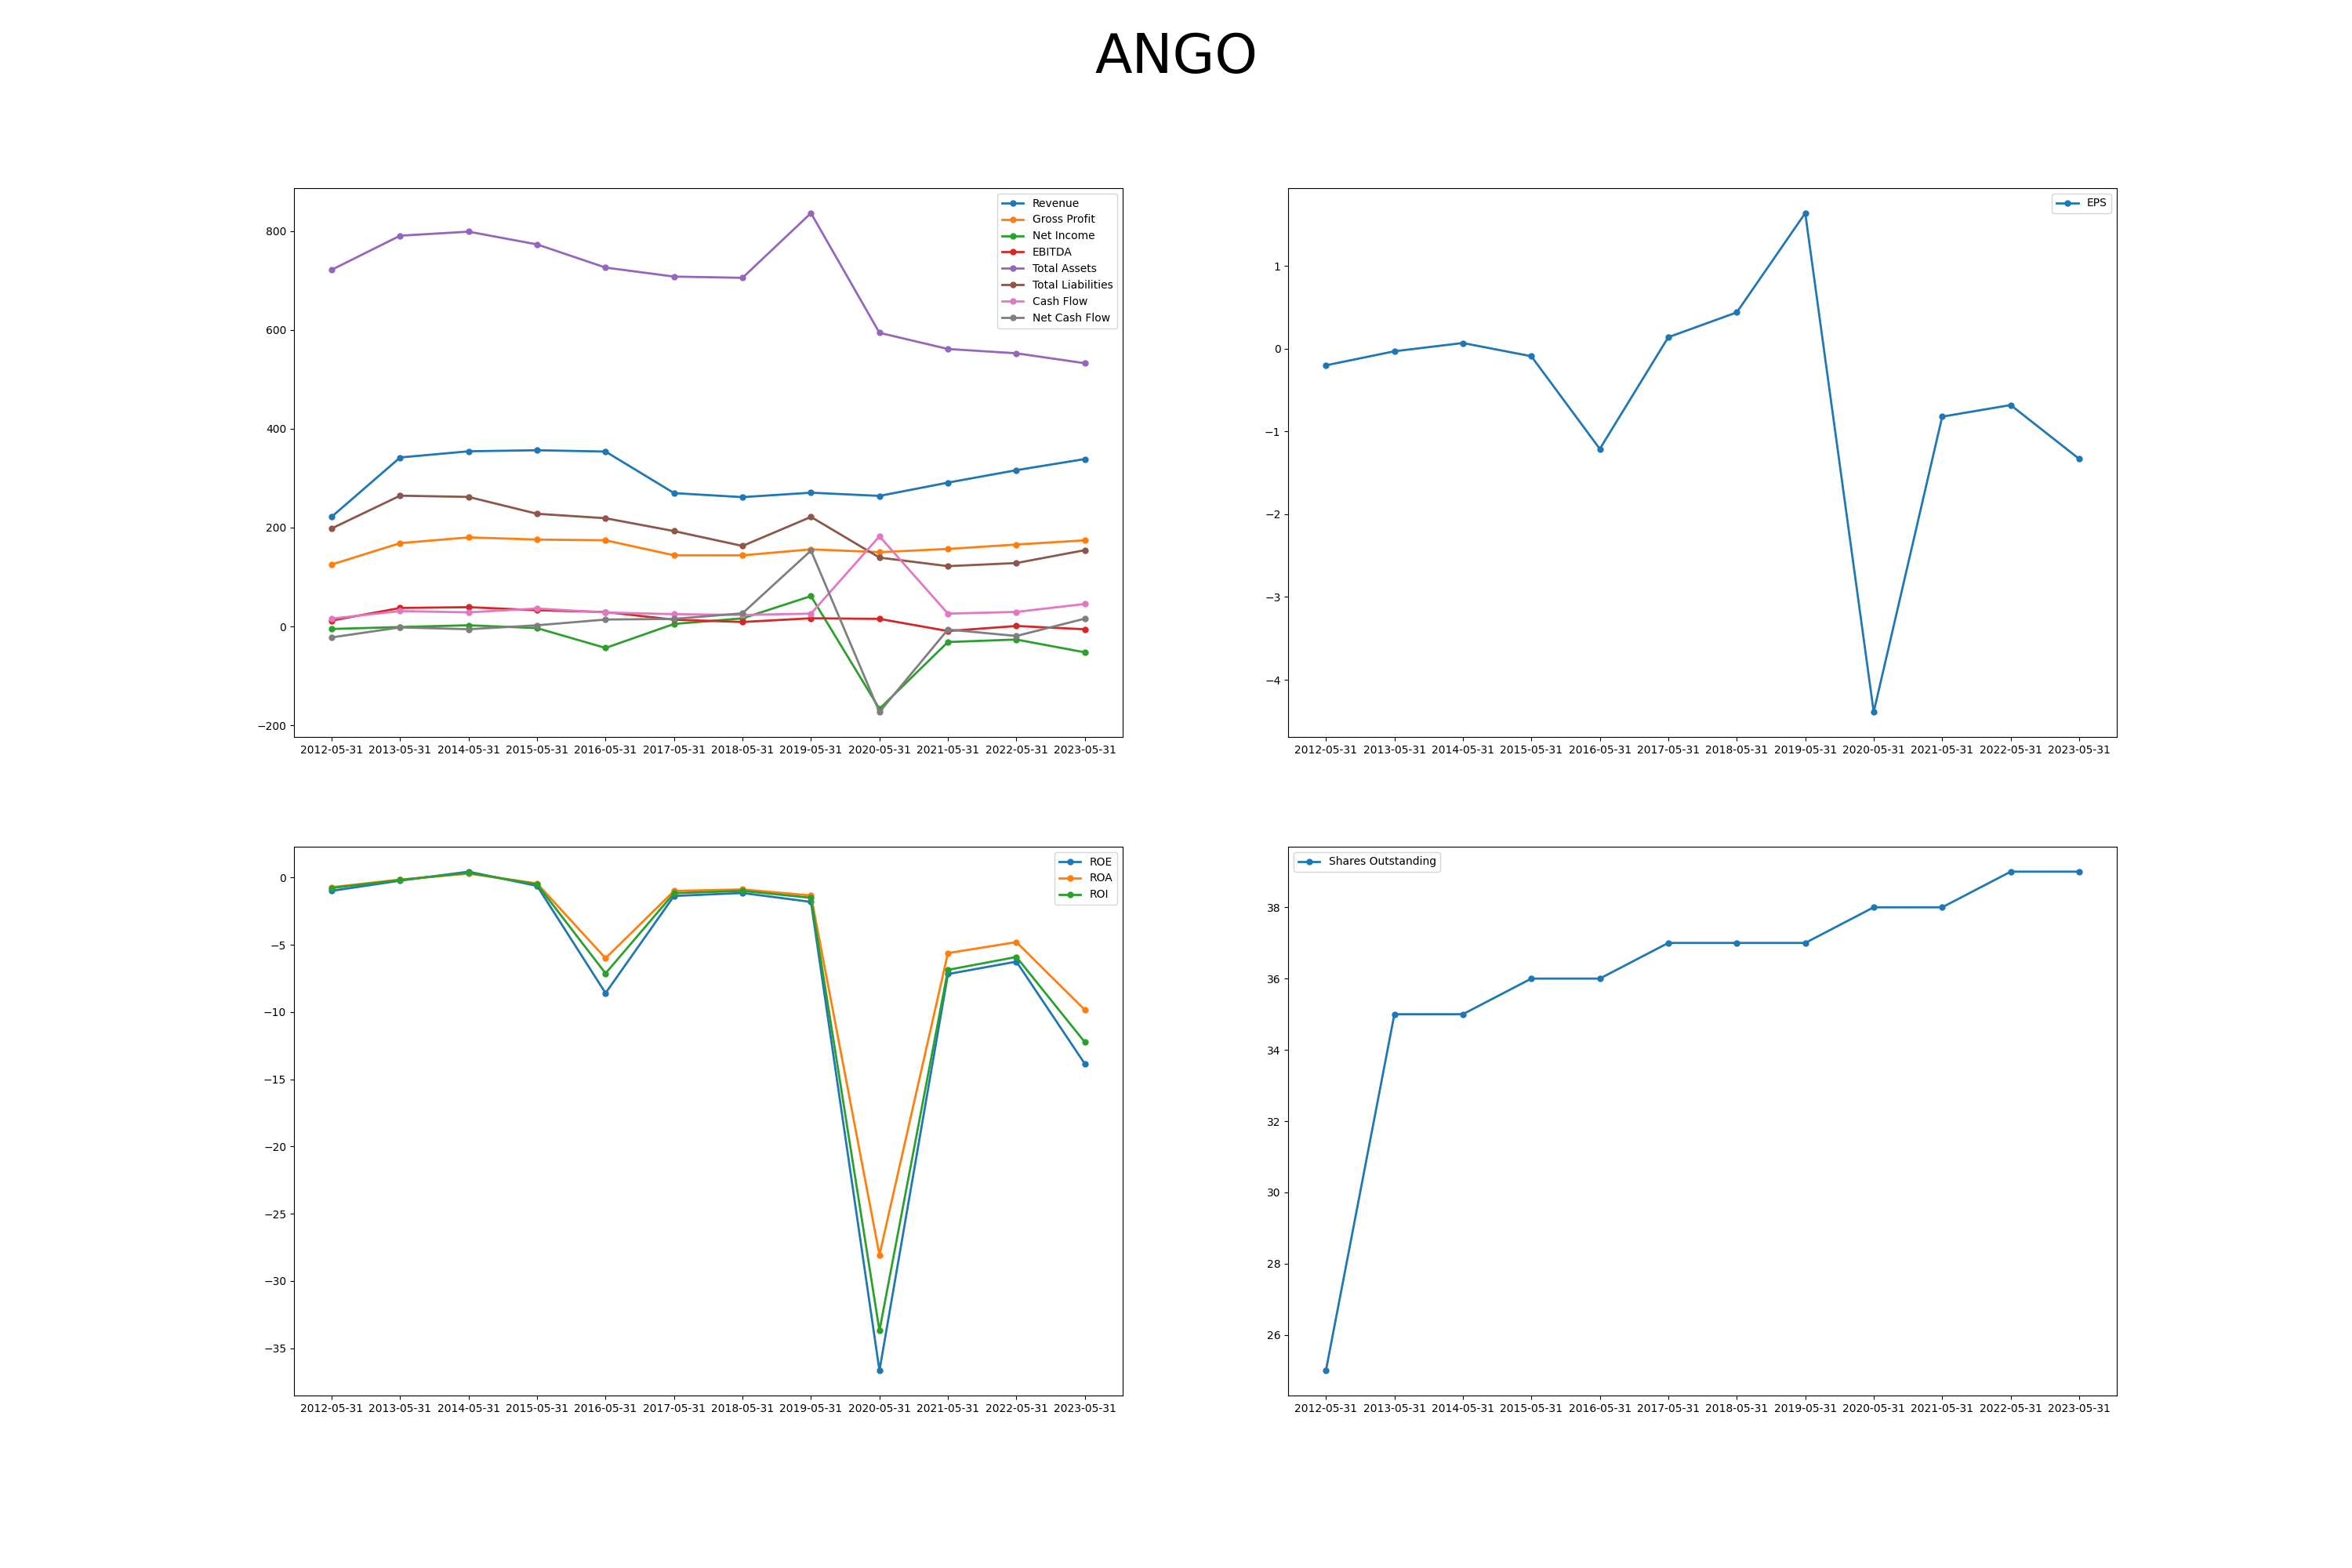 ANGO
Revenue
Gross Profit
Net Income
EBITDA
Total Assets
Total Liabilities
Cash Flow
Net Cash Flow
800
600
400
200
0
−200
2012-05-31 2013-05-31 2014-05-31 2015-05-31 2016-05-31 2017-05-31 2018-05-31 2019-05-31 2020-05-31 2021-05-31 2022-05-31 2023-05-31
EPS
1
0
−1
−2
−3
−4
2012-05-31 2013-05-31 2014-05-31 2015-05-31 2016-05-31 2017-05-31 2018-05-31 2019-05-31 2020-05-31 2021-05-31 2022-05-31 2023-05-31
ROE
ROA
ROI
0
−5
−10
−15
−20
−25
−30
−35
2012-05-31 2013-05-31 2014-05-31 2015-05-31 2016-05-31 2017-05-31 2018-05-31 2019-05-31 2020-05-31 2021-05-31 2022-05-31 2023-05-31
Shares Outstanding
38
36
34
32
30
28
26
2012-05-31 2013-05-31 2014-05-31 2015-05-31 2016-05-31 2017-05-31 2018-05-31 2019-05-31 2020-05-31 2021-05-31 2022-05-31 2023-05-31